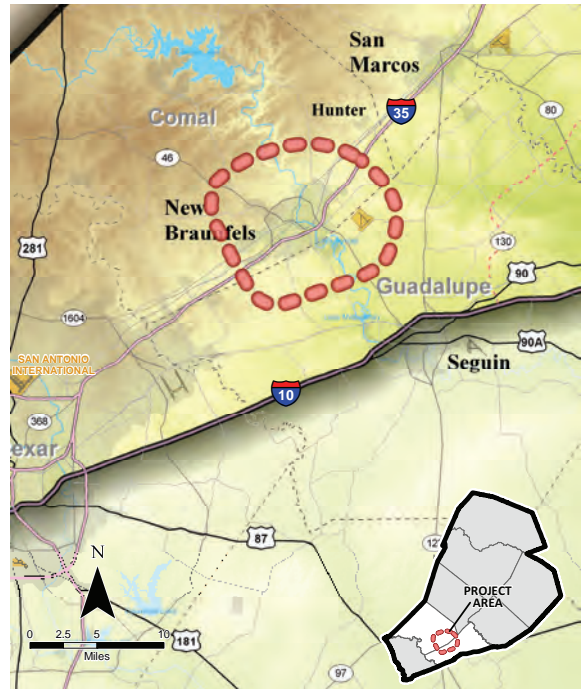 San
Marcos
Hunter
35
80
Comal
46
New
Braunfels
281
130
Guadalupe
90
1604
90A
SAN ANTONIO
INTERNATIONAL
Seguin
10
368
exar
87
N
PROJECT
AREA
0 2.5 5 10
Miles
181
97